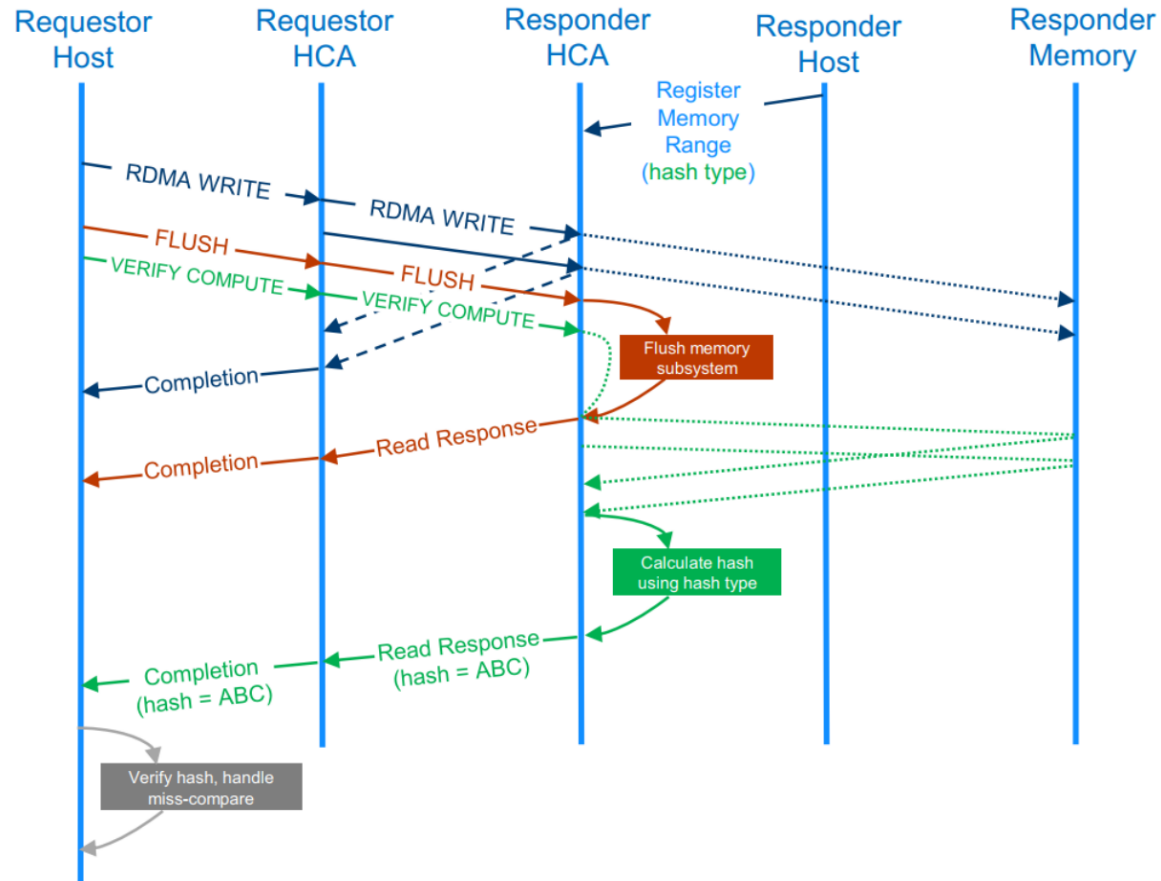 Requestor
Host
Requestor
HCA
Responder
HCA
Responder
Host
Responder
Memory
Register
Memory
Range
(hash type)
RDMA WRITE
RDMA WRITE
FLUSH
FLUSH
VERIFY COMPUTE
VERIFY COMPUTE
Flush memory
subsystem
Completion
Read Response
Completion
Calculate hash
using hash type
Read Response
(hash = ABC)
Completion
(hash = ABC)
Verify hash, handle
miss-compare